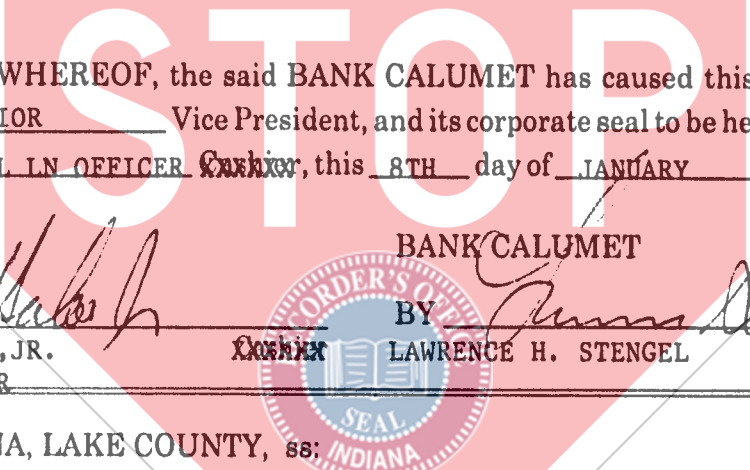 STOP
WHEREOF, the said BANK CALUMET has caused this
IOR Vice President, and its corporate seal to be he
L LN OFFICER Cashier, this 8TH day of JANUARY
BANK CALUMET
BY
,JR. Cashier LAWRENCE H. STENGEL
R
RECORDER'S OFFICE
SEAL
INDIANA
NA, LAKE COUNTY, ss: